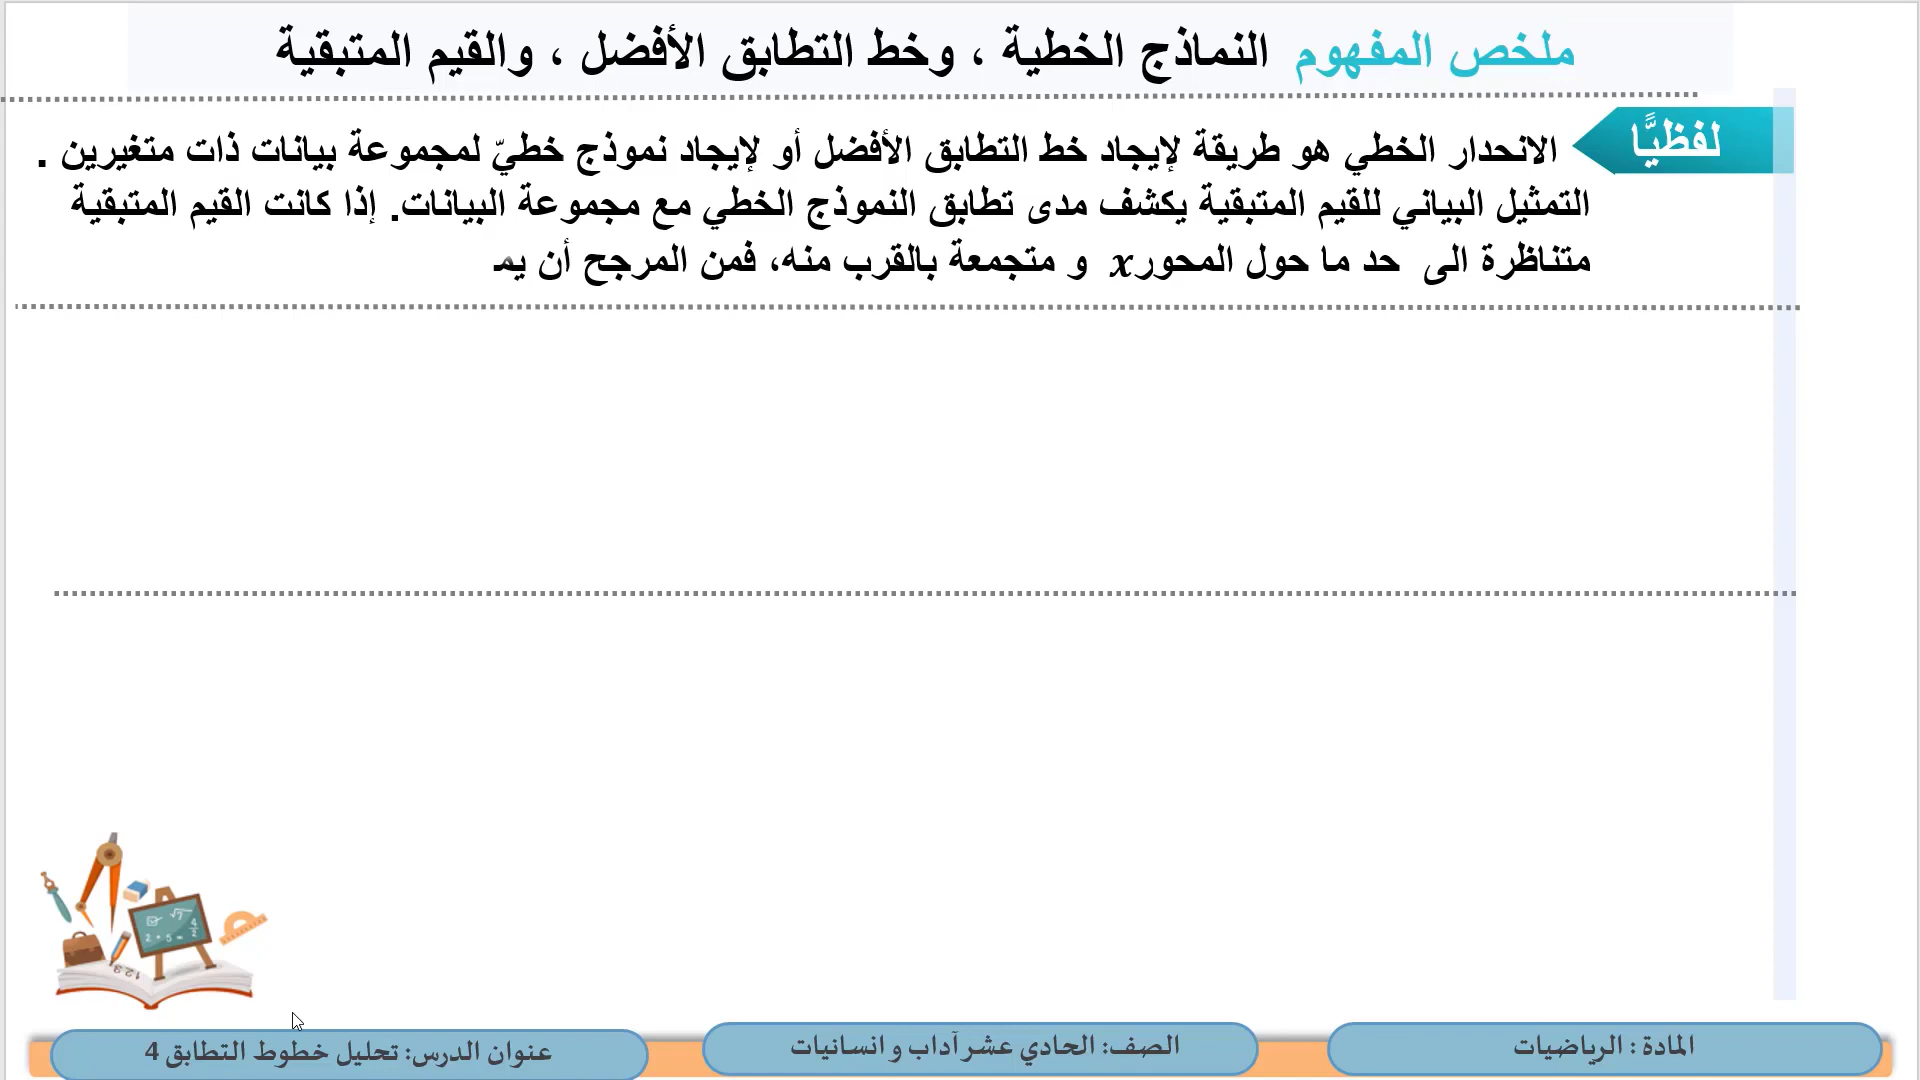 ملخص المفهوم النماذج الخطية ، وخط التطابق الأفضل ، والقيم المتبقية
لفظيًّا
الانحدار الخطي هو طريقة لإيجاد خط التطابق الأفضل أو لإيجاد نموذج خطيّ لمجموعة بيانات ذات متغيرين .
التمثيل البياني للقيم المتبقية يكشف مدى تطابق النموذج الخطي مع مجموعة البيانات. إذا كانت القيم المتبقية
متناظرة الى حد ما حول المحور x و متجمعة بالقرب منه، فمن المرجح أن يمـ
المادة : الرياضيات
الصف: الحادي عشر آداب و انسانيات
عنوان الدرس: تحليل خطوط التطابق 4